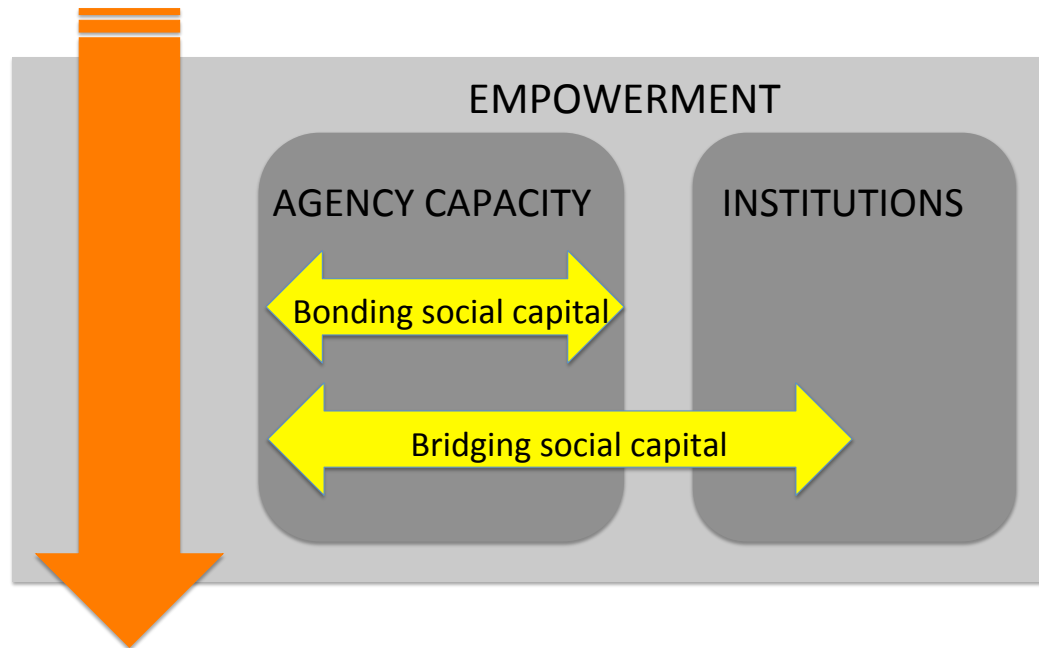 EMPOWERMENT
AGENCY CAPACITY
INSTITUTIONS
Bonding social capital
Bridging social capital